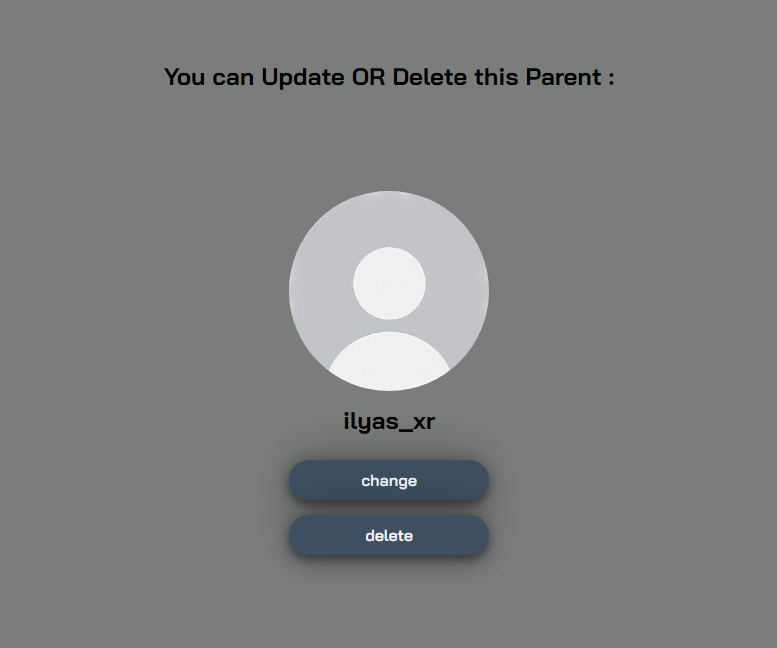 You can Update OR Delete this Parent :
ilyas_xr
change
delete